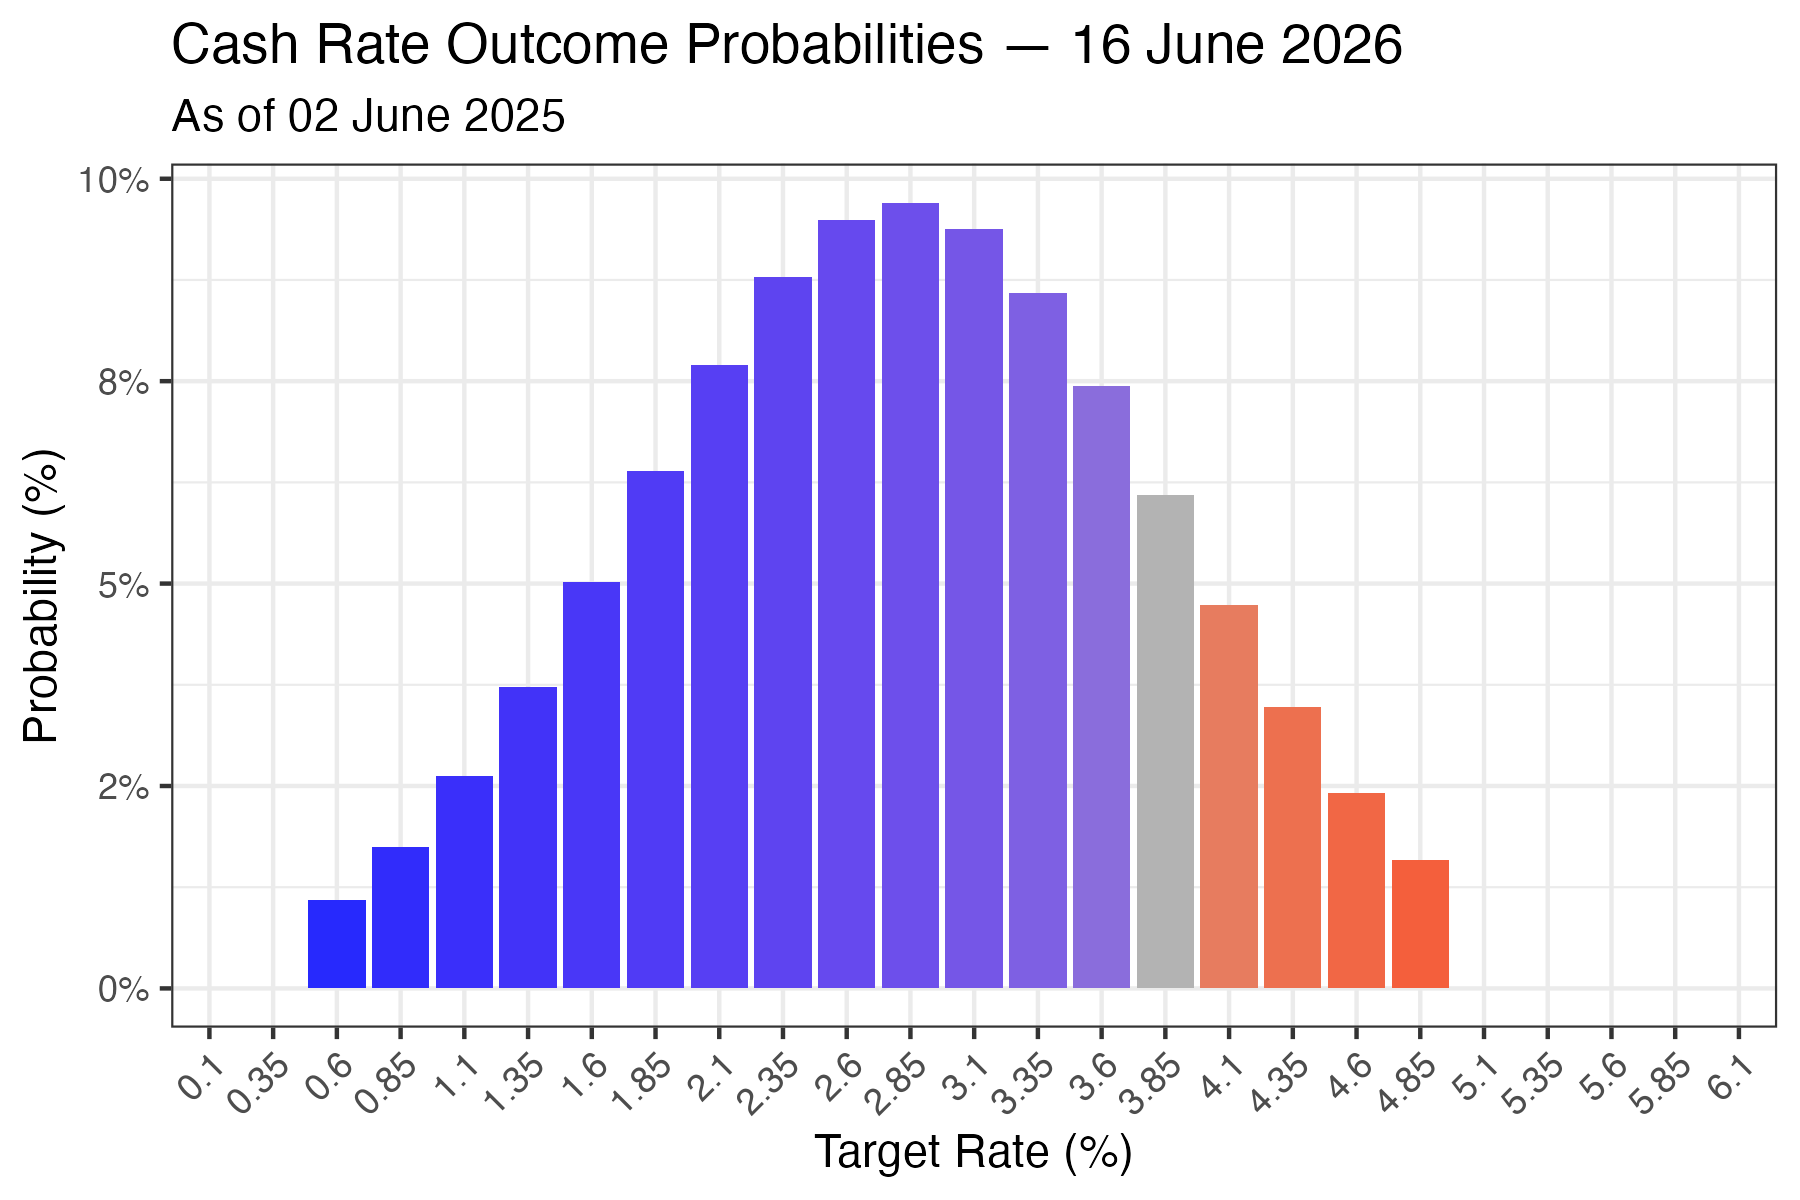 Cash Rate Outcome Probabilities — 16 June 2026
As of 02 June 2025
Probability (%)
10%
8%
5%
2%
0%
0.1 0.35 0.6 0.85 1.1 1.35 1.6 1.85 2.1 2.35 2.6 2.85 3.1 3.35 3.6 3.85 4.1 4.35 4.6 4.85 5.1 5.35 5.6 5.85 6.1
Target Rate (%)